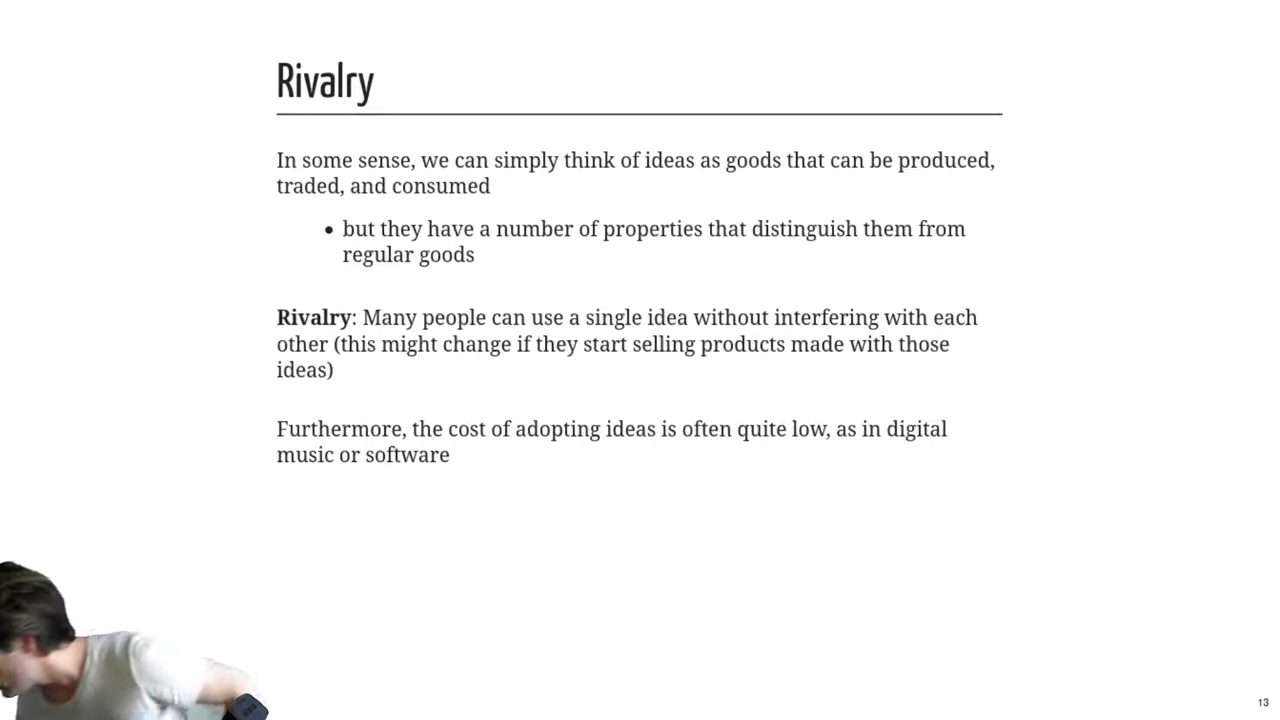 Rivalry
In some sense, we can simply think of ideas as goods that can be produced,
traded, and consumed
• but they have a number of properties that distinguish them from
regular goods
Rivalry: Many people can use a single idea without interfering with each
other (this might change if they start selling products made with those
ideas)
Furthermore, the cost of adopting ideas is often quite low, as in digital
music or software
13